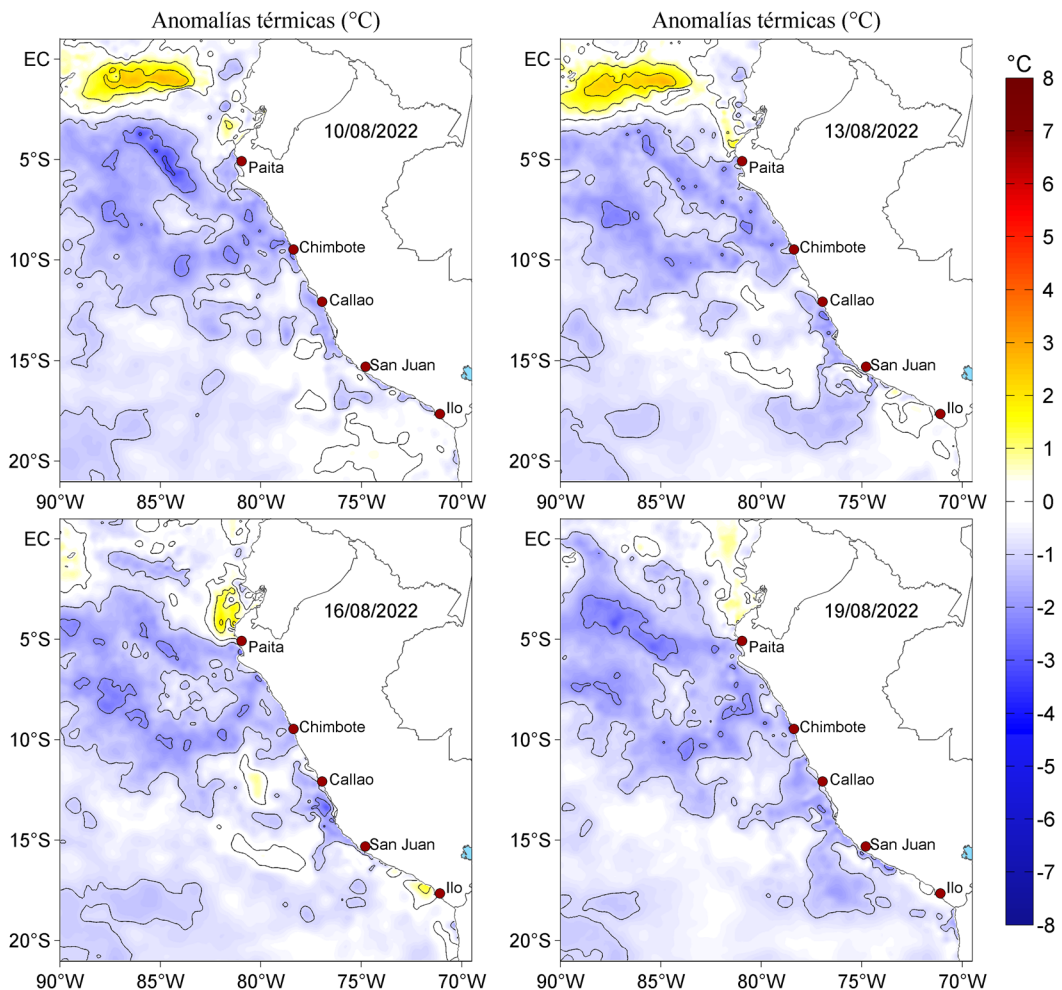 Anomalías térmicas (°C)
Anomalías térmicas (°C)
EC
5°S
10°S
15°S
20°S
90°W
85°W
80°W
75°W
70°W
10/08/2022
Paita
Chimbote
Callao
San Juan
Ilo
EC
5°S
10°S
15°S
20°S
90°W
85°W
80°W
75°W
70°W
13/08/2022
Paita
Chimbote
Callao
San Juan
Ilo
°C
8
7
6
5
4
3
2
1
0
-1
-2
-3
-4
-5
-6
-7
-8
EC
5°S
10°S
15°S
20°S
90°W
85°W
80°W
75°W
70°W
16/08/2022
Paita
Chimbote
Callao
San Juan
Ilo
EC
5°S
10°S
15°S
20°S
90°W
85°W
80°W
75°W
70°W
19/08/2022
Paita
Chimbote
Callao
San Juan
Ilo